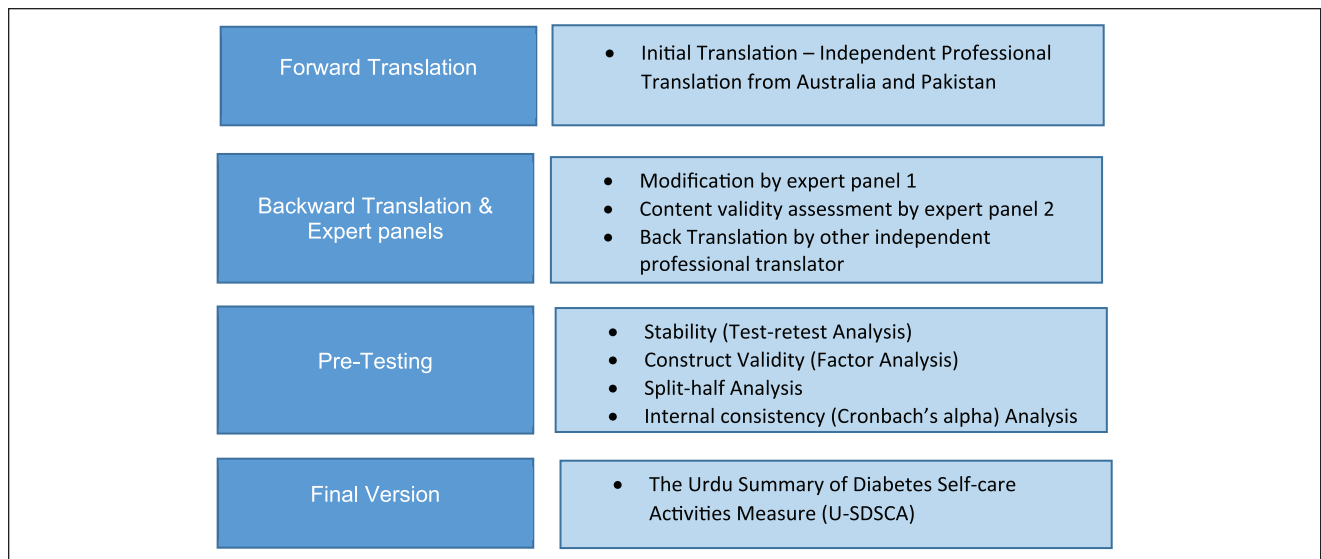 Forward Translation
• Initial Translation – Independent Professional
Translation from Australia and Pakistan
Backward Translation &
Expert panels
• Modification by expert panel 1
• Content validity assessment by expert panel 2
• Back Translation by other independent
professional translator
Pre-Testing
• Stability (Test-retest Analysis)
• Construct Validity (Factor Analysis)
• Split-half Analysis
• Internal consistency (Cronbach’s alpha) Analysis
Final Version
• The Urdu Summary of Diabetes Self-care
Activities Measure (U-SDSCA)